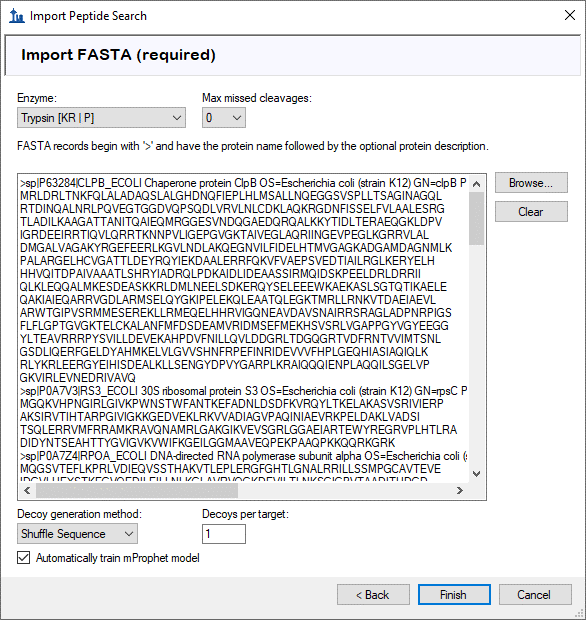 Import Peptide Search
Import FASTA (required)
Enzyme:
Max missed cleavages:
Trypsin [KR | P]
0
FASTA records begin with '>' and have the protein name followed by the optional protein description.
>sp|P63284|CLPB_ECOLI Chaperone protein ClpB OS=Escherichia coli (strain K12) GN=clpB P
MRLDRLTNKFQLALADAQSLALGHDNQFIEPLHLMSALLNQEGGSVSPLLTSAGINAGQL
RTDINQALNRLPQVEGTGGDVQPSQDLVRVLNLCDKLAQKRGDNFISSELFVLAALESRG
TLADILKAAGATTANITQAIEQMRGGESVNDQGAEDQRQALKKYTIDLTERAEQGKLDPV
IGRDEEIRRTIQVLQRRTKNNPVLIGEPGVGKTAIVEGLAQRIINGEVPEGLKGRRVLAL
DMGALVAGAKYRGEFEERLKGVLNDLAKQEGNVILFIDELHTMVGAGKADGAMDAGNMLK
PALARGELHCVGATTLDEYRQYIEKDAALERRFQKVFVAEPSVEDTIAILRGLKERYELH
HHVQITDPAIVAAATLSHRYIADRQLPDKAIDLIDEAASSIRMQIDSKPEELDRLDRRII
QLKLEQQALMKESDEASKKRLDMLNEELSDKERQYSELEEEWKAEKASLSGTQTIKAELE
QAKIAIEQARRVGDLARMSELQYGKIPELEKQLEAATQLEGKTMRLLRNKVTDAEIAEVL
ARWTGIPVSRMMESEREKLLRMEQELHHRVIGQNEAVDAVSNAIRRSRAGLADPNRPIGS
FLFLGPTGVGKTELCKALANFMFDSDEAMVRIDMSEFMEKHSVSRLVGAPPGYVGYEEGG
YLTEAVRRRPYSVILLDEVEKAHPDVFNILLQVLDDGRLTDGQGRTVDFRNTVVIMTSNL
GSDLIQERFGELDYAHMKELVLGVVSHNFRPEFINRIDEVVVFHPLGEQHIASIAQIQLK
RLYKRLEERGYEIHISDEALKLLSENGYDPVYGARPLKRAIQQQIENPLAQQILSGELVP
GKVIRLEVNEDRIVAVQ
>sp|P0A7V3|RS3_ECOLI 30S ribosomal protein S3 OS=Escherichia coli (strain K12) GN=rpsC P
MGQKVHPNGIRLGIVKPWNSTWFANTKEFADNLDSDFKVRQYLTKELAKASVSRIVIERP
AKSIRVTIHTARPGIVIGKKGEDVEKLRKVVADIAGVPAQINIAEVRKPELDAKLVADSI
TSQLERRVMFRRAMKRAVQNAMRLGAKGIKVEVSGRLGGAEIARTEWYREGRVPLHTLRA
DIDYNTSEAHTTYGVIGVKVWIFKGEILGGMAAVEQPEKPAAQPKKQQRKGRK
>sp|P0A7Z4|RPOA_ECOLI DNA-directed RNA polymerase subunit alpha OS=Escherichia coli (s
MQGSVTEFLKPRLVDIEQVSSTHAKVTLEPLERGFGHTLGNALRRILLSSMPGCAVTEVE
Browse...
Clear
Decoy generation method:
Decoys per target:
Shuffle Sequence
1
Automatically train mProphet model
< Back
Finish
Cancel